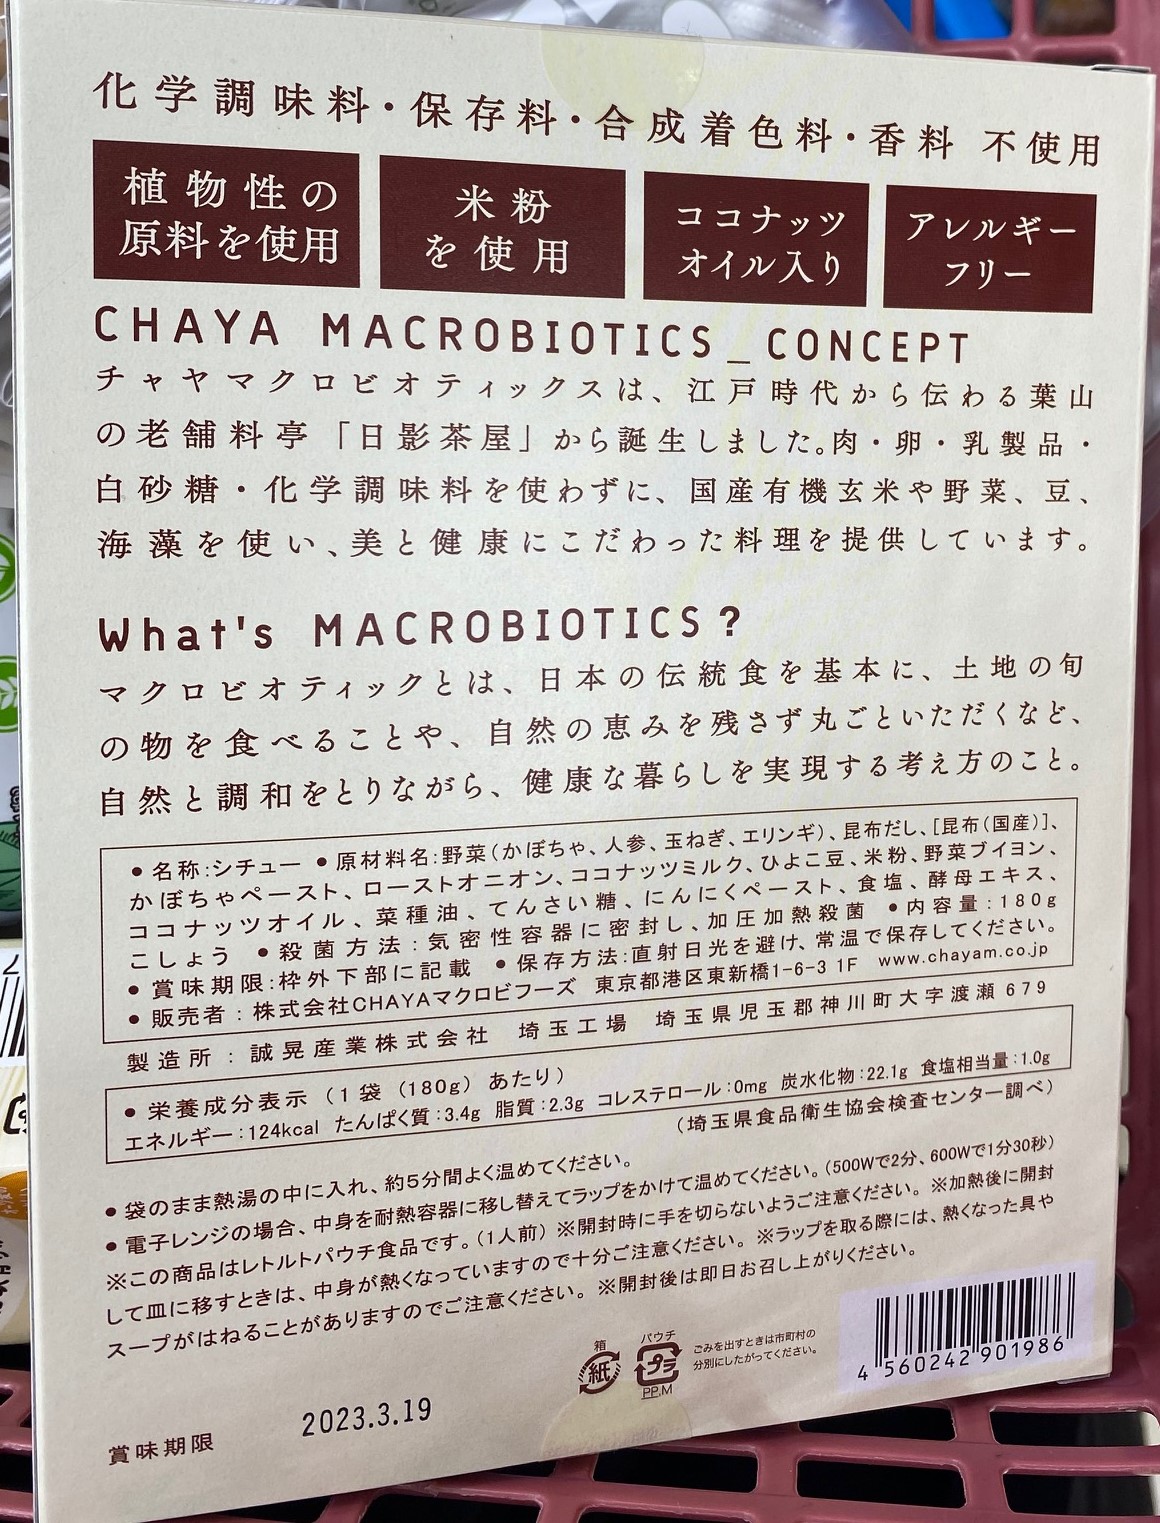 化学調味料・保存料・合成着色料・香料 不使用
植物性の
原料を使用
米粉
を使用
ココナッツ
オイル入り
アレルギー
フリー
CHAYA MACROBIOTICS_CONCEPT
チャヤマクロビオティックスは、江戸時代から伝わる葉山
の老舗料亭「日影茶屋」から誕生しました。肉・卵・乳製品・
白砂糖・化学調味料を使わずに、国産有機玄米や野菜、豆、
海藻を使い、美と健康にこだわった料理を提供しています。
What's MACROBIOTICS?
マクロビオティックとは、日本の伝統食を基本に、土地の旬
の物を食べることや、自然の恵みを残さず丸ごといただくなど、
自然と調和をとりながら、健康な暮らしを実現する考え方のこと。
●名称:シチュー ●原材料名:野菜(かぼちゃ、人参、玉ねぎ、エリンギ)、昆布だし、[昆布(国産)]、
かぼちゃペースト、ローストオニオン、ココナッツミルク、ひよこ豆、米粉、野菜ブイヨン、
ココナッツオイル、菜種油、てんさい糖、にんにくペースト、食塩、酵母エキス、
こしょう ●殺菌方法:気密性容器に密封し、加圧加熱殺菌 ●内容量:180g
●賞味期限:枠外下部に記載 ●保存方法:直射日光を避け、常温で保存してください。
●販売者:株式会社CHAYAマクロビフーズ 東京都港区東新橋1-6-3 1F www.chayam.co.jp
製造所:誠晃産業株式会社 埼玉工場 埼玉県児玉郡神川町大字渡瀬679
●栄養成分表示(1袋(180g)あたり)
エネルギー:124kcal たんぱく質:3.4g 脂質:2.3g コレステロール:0mg 炭水化物:22.1g 食塩相当量:1.0g
(埼玉県食品衛生協会検査センター調べ)
●袋のまま熱湯の中に入れ、約5分間よく温めてください。
●電子レンジの場合、中身を耐熱容器に移し替えてラップをかけて温めてください。(500Wで2分、600Wで1分30秒)
※この商品はレトルトパウチ食品です。(1人前) ※開封時に手を切らないようご注意ください。 ※加熱後に開封
して皿に移すときは、中身が熱くなっていますので十分ご注意ください。 ※ラップを取る際には、熱くなった具や
スープがはねることがありますのでご注意ください。 ※開封後は即日お召し上がりください。
箱
紙
パウチ
プラ
PP,M
ごみを出すときは市町村の
分別にしたがってください。
4 560242 901986
賞味期限 2023.3.19